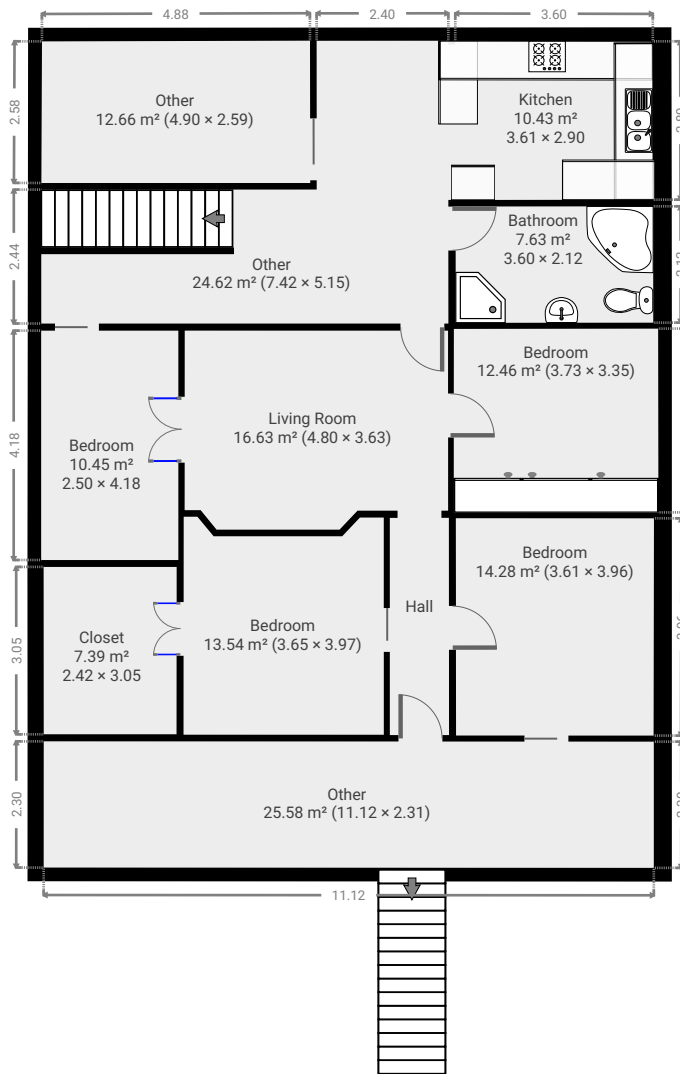 4.88
2.40
3.60
2.58
Other
12.66 m² (4.90 × 2.59)
Kitchen
10.43 m²
3.61 × 2.90
2.44
Other
24.62 m² (7.42 × 5.15)
Bathroom
7.63 m²
3.60 × 2.12
4.18
Bedroom
10.45 m²
2.50 × 4.18
Living Room
16.63 m² (4.80 × 3.63)
Bedroom
12.46 m² (3.73 × 3.35)
3.05
Closet
7.39 m²
2.42 × 3.05
Bedroom
13.54 m² (3.65 × 3.97)
Hall
Bedroom
14.28 m² (3.61 × 3.96)
2.30
Other
25.58 m² (11.12 × 2.31)
11.12